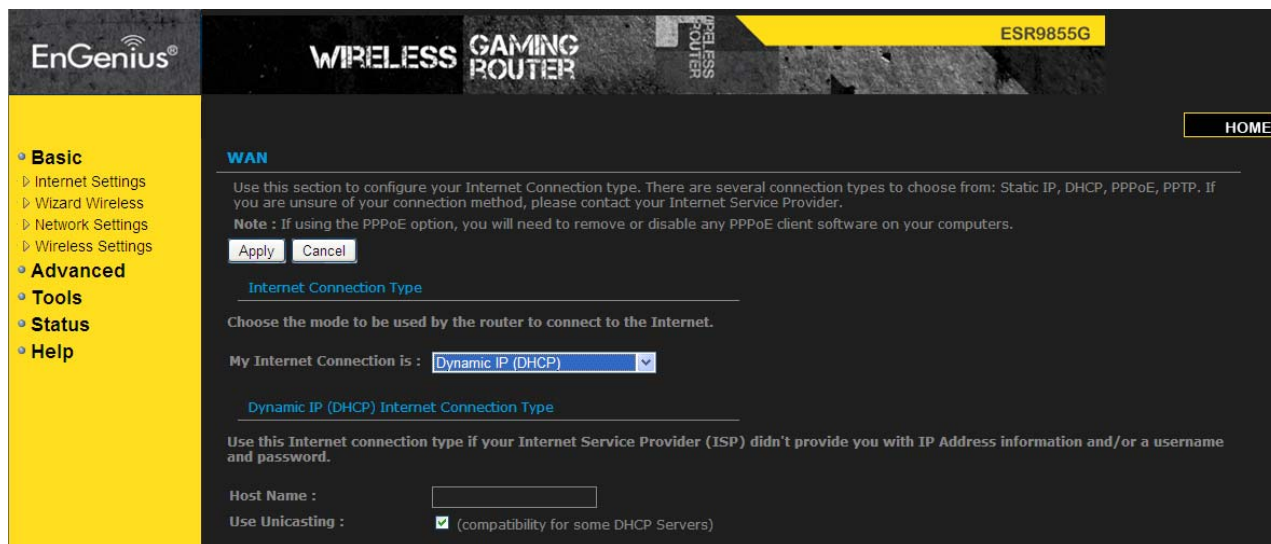 EnGenius®
WIRELESS GAMING ROUTER
WIRELESS ROUTER
ESR9855G
HOME
Basic
Internet Settings
Wizard Wireless
Network Settings
Wireless Settings
Advanced
Tools
Status
Help
WAN
Use this section to configure your Internet Connection type. There are several connection types to choose from: Static IP, DHCP, PPPoE, PPTP. If
you are unsure of your connection method, please contact your Internet Service Provider.
Note : If using the PPPoE option, you will need to remove or disable any PPPoE client software on your computers.
Apply Cancel
Internet Connection Type
Choose the mode to be used by the router to connect to the Internet.
My Internet Connection is : Dynamic IP (DHCP)
Dynamic IP (DHCP) Internet Connection Type
Use this Internet connection type if your Internet Service Provider (ISP) didn't provide you with IP Address information and/or a username
and password.
Host Name :
Use Unicasting : (compatibility for some DHCP Servers)